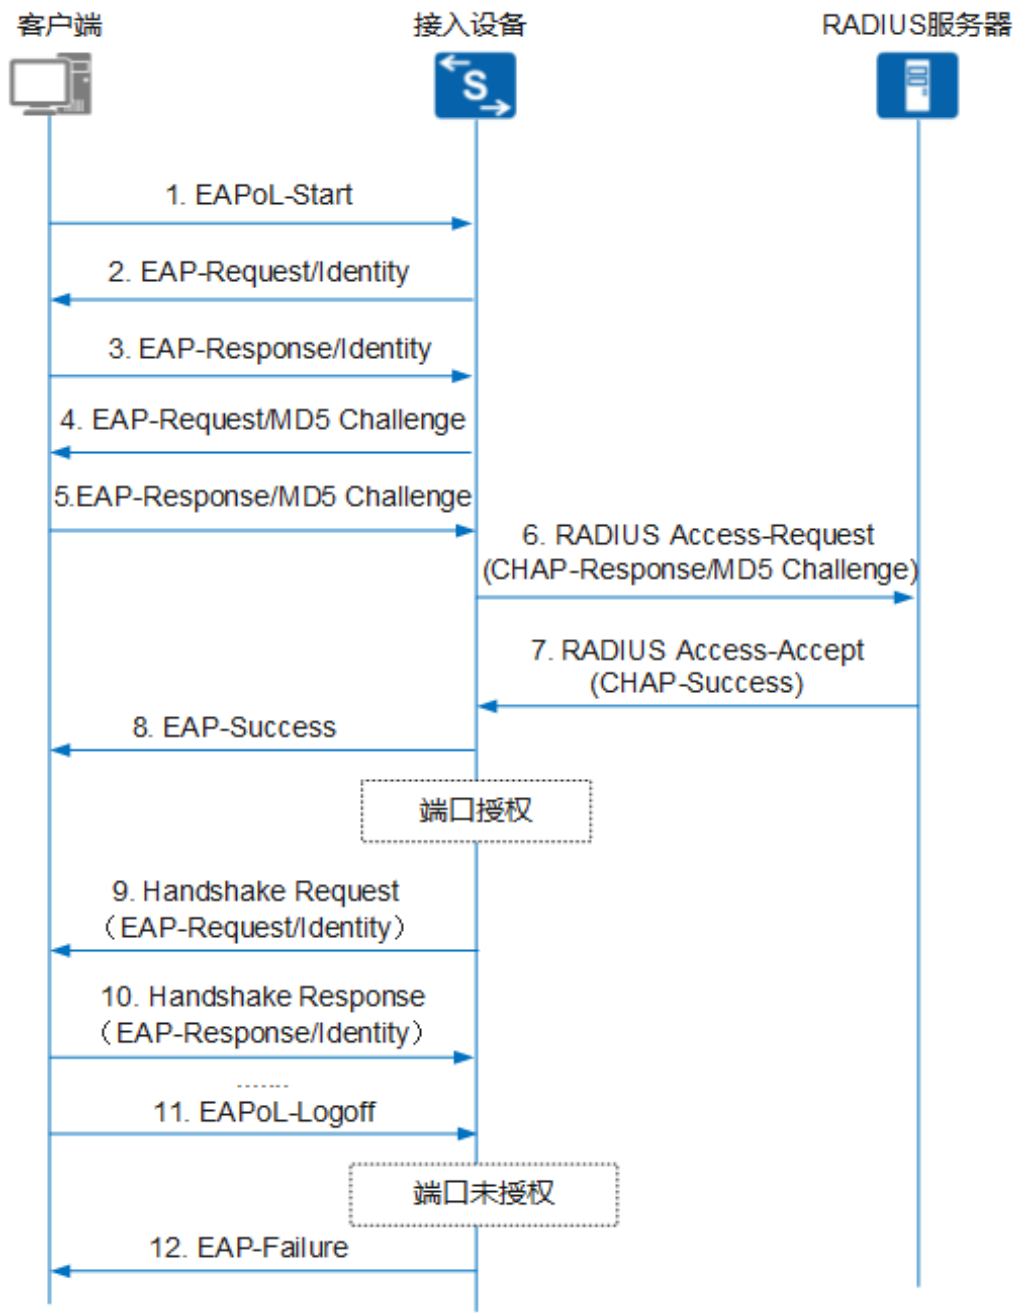 客户端
接入设备
RADIUS服务器
S
1. EAPoL-Start
2. EAP-Request/Identity
3. EAP-Response/Identity
4. EAP-Request/MD5 Challenge
5.EAP-Response/MD5 Challenge
6. RADIUS Access-Request
(CHAP-Response/MD5 Challenge)
7. RADIUS Access-Accept
(CHAP-Success)
8. EAP-Success
端口授权
9. Handshake Request
（EAP-Request/Identity）
10. Handshake Response
（EAP-Response/Identity）
.......
11. EAPoL-Logoff
端口未授权
12. EAP-Failure